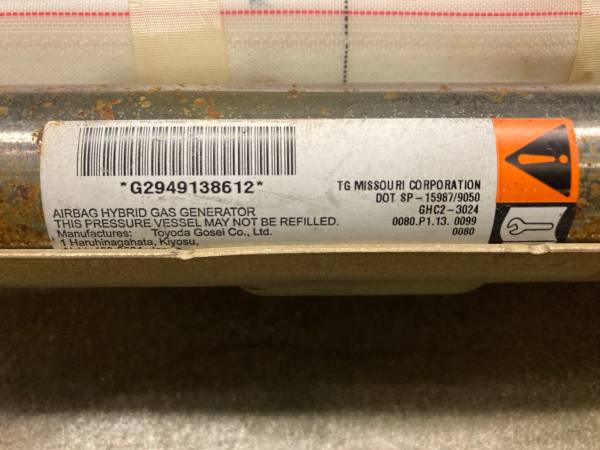 *G2949138612*
AIRBAG HYBRID GAS GENERATOR
THIS PRESSURE VESSEL MAY NOT BE REFILLED.
Manufactures: Toyoda Gosei Co., Ltd.
1 Haruhinagahata, Kiyosu,
TG MISSOURI CORPORATION
DOT SP-15987/9050
GHC2-3024
0080.P1.13. 0099
0080